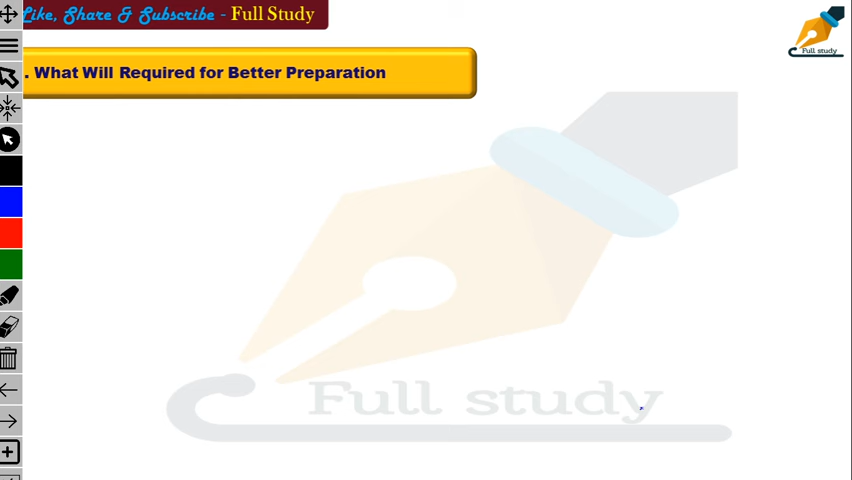 Like, Share & Subscribe - Full Study
Full study
. What Will Required for Better Preparation
Full study